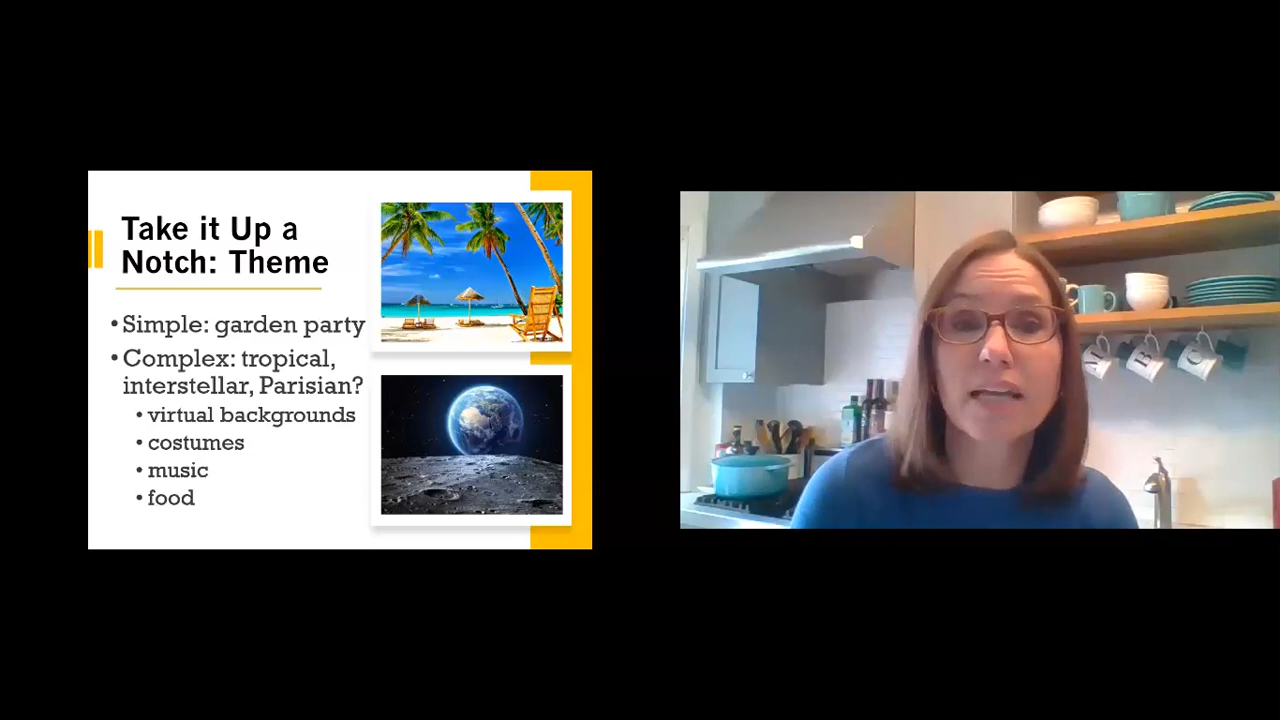 Take it Up a
Notch: Theme
•Simple: garden party
•Complex: tropical,
interstellar, Parisian?
•virtual backgrounds
•costumes
•music
•food
M
B
C